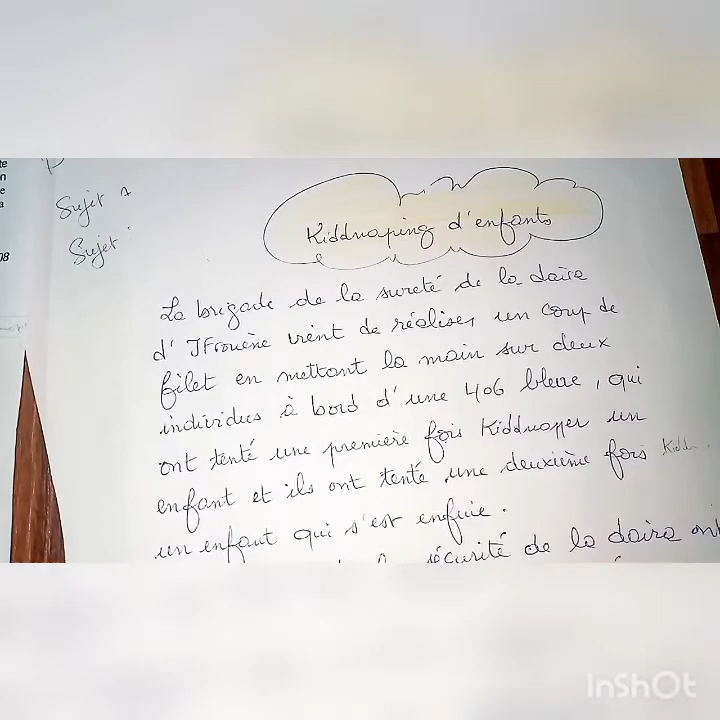 te
n
e
a
08
Sujet 1
Sujet
Kiddnaping d'enfants
La brigade de la sureté de la daira
d'IFrouène vient de réaliser un coup de
filet en mettant la main sur deux
individus à bord d'une 406 bleue, qui
ont tenté une première fois Kiddnapper un
enfant et ils ont tenté une deuxième fois Kidd
un enfant qui s'est enfuie.
sécurité de la daira ont
InShOt